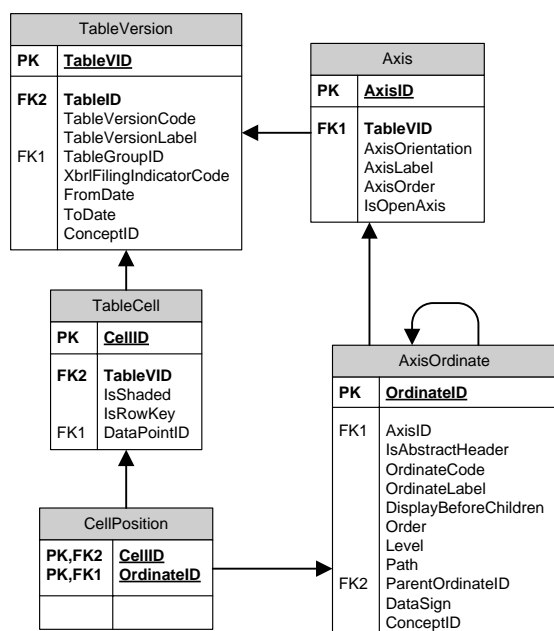 TableVersion
PK TableVID
FK2 TableID
TableVersionCode
TableVersionLabel
FK1 TableGroupID
XbrlFilingIndicatorCode
FromDate
ToDate
ConceptID
Axis
PK AxisID
FK1 TableVID
AxisOrientation
AxisLabel
AxisOrder
IsOpenAxis
TableCell
PK CellID
FK2 TableVID
IsShaded
IsRowKey
FK1 DataPointID
AxisOrdinate
PK OrdinateID
FK1 AxisID
IsAbstractHeader
OrdinateCode
OrdinateLabel
DisplayBeforeChildren
Order
Level
Path
FK2 ParentOrdinateID
DataSign
ConceptID
CellPosition
PK,FK2 CellID
PK,FK1 OrdinateID